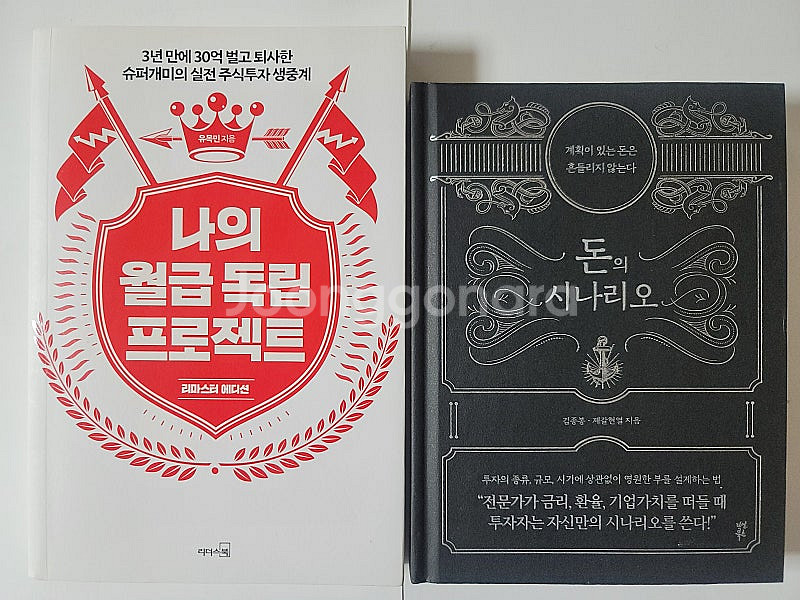 3년 만에 30억 벌고 퇴사한
슈퍼개미의 실전 주식투자 생중계
유목민 지음
나의
월급 독립
프로젝트
리마스터 에디션
리더스북
계획이 있는 돈은
흔들리지 않는다
돈의
시나리오
김종봉·제갈현열 지음
투자의 종류, 규모, 시기에 상관없이 영원한 부를 설계하는 법
“전문가가 금리, 환율, 기업가치를 떠들 때
투자자는 자신만의 시나리오를 쓴다!”
Joonggonara